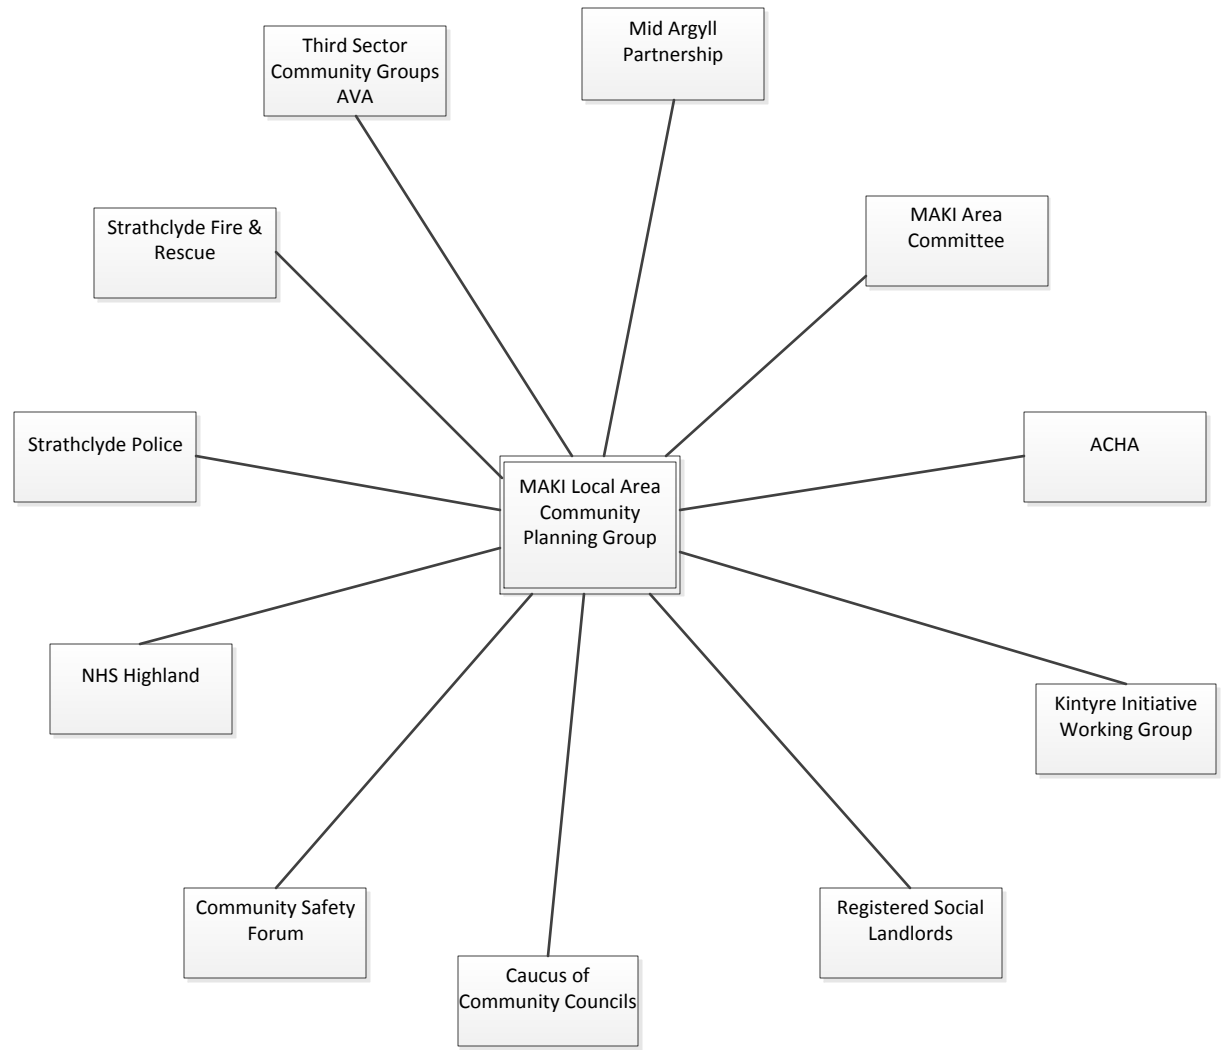 Mid Argyll
Partnership
Third Sector
Community Groups
AVA
MAKI Area
Committee
Strathclyde Fire &
Rescue
Strathclyde Police
ACHA
MAKI Local Area
Community
Planning Group
NHS Highland
Kintyre Initiative
Working Group
Community Safety
Forum
Registered Social
Landlords
Caucus of
Community Councils